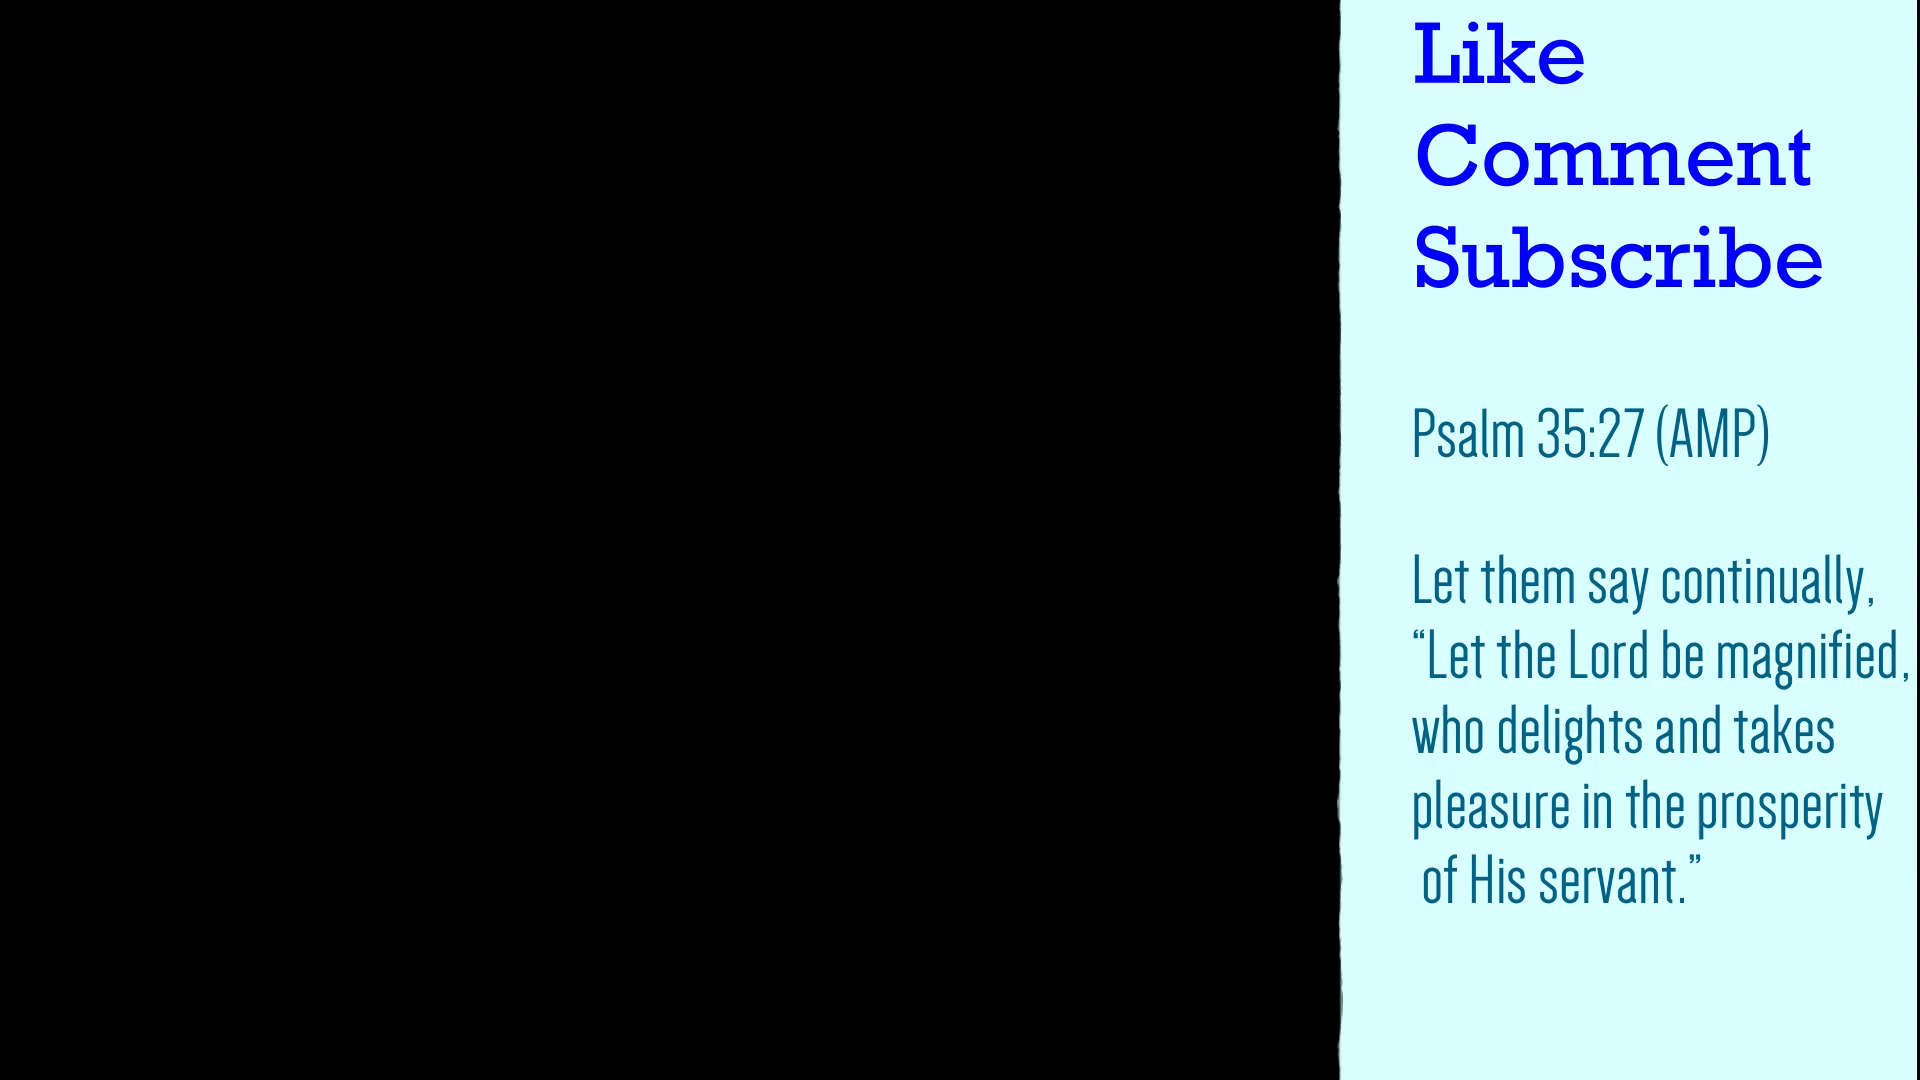 Like
Comment
Subscribe
Psalm 35:27 (AMP)
Let them say continually,
“Let the Lord be magnified,
who delights and takes
pleasure in the prosperity
of His servant.”